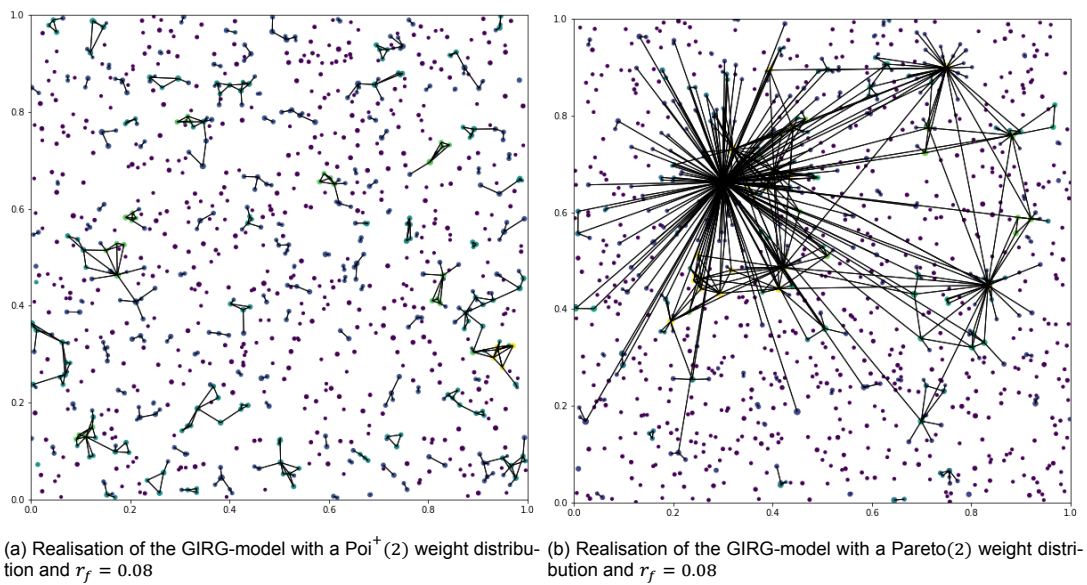 1.0
0.8
0.6
0.4
0.2
0.0
0.0 0.2 0.4 0.6 0.8 1.0
1.0
0.8
0.6
0.4
0.2
0.0
0.0 0.2 0.4 0.6 0.8 1.0
(a) Realisation of the GIRG-model with a Poi⁺(2) weight distribu-
tion and r_f = 0.08
(b) Realisation of the GIRG-model with a Pareto(2) weight distri-
bution and r_f = 0.08